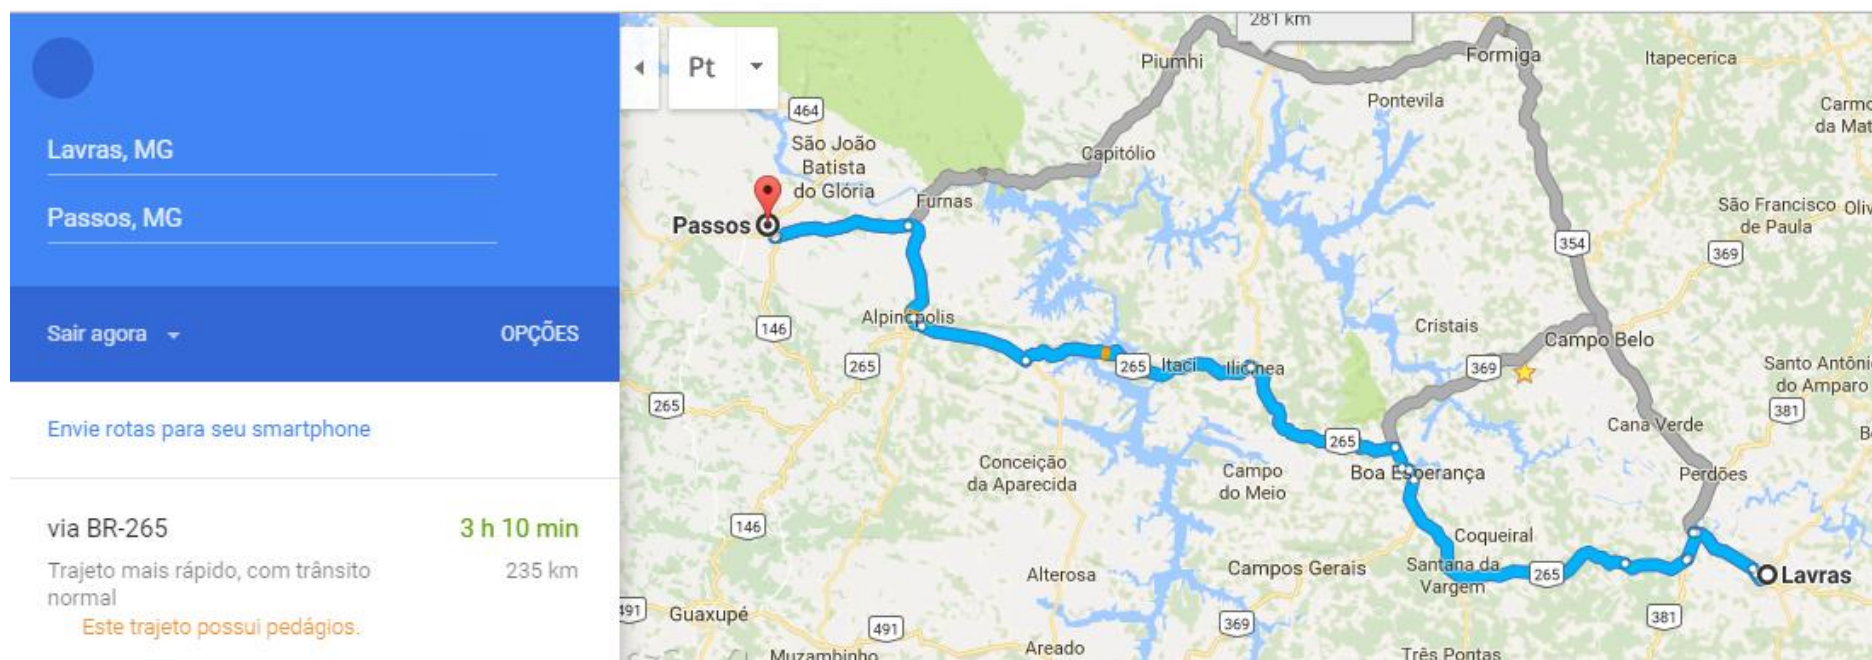 Lavras, MG
Passos, MG
Sair agora
OPÇÕES
Envie rotas para seu smartphone
via BR-265
3 h 10 min
Trajeto mais rápido, com trânsito
normal
235 km
Este trajeto possui pedágios.
Pt
281 km
Piumhi
Formiga
Itapecerica
Pontevila
464
São João
Batista
do Glória
Capitólio
Furnas
Passos
São Francisco
de Paula
354
369
146
Alpinópolis
Cristais
Campo Belo
265
265
Itaci
Ilicínea
369
381
265
265
Cana Verde
Conceição
da Aparecida
Campo
do Meio
Boa Esperança
Perdões
146
Coqueiral
Alterosa
Campos Gerais
Santana da
Vargem
265
Lavras
491
Guaxupé
491
369
381
Muzambinho
Areado
Três Pontas